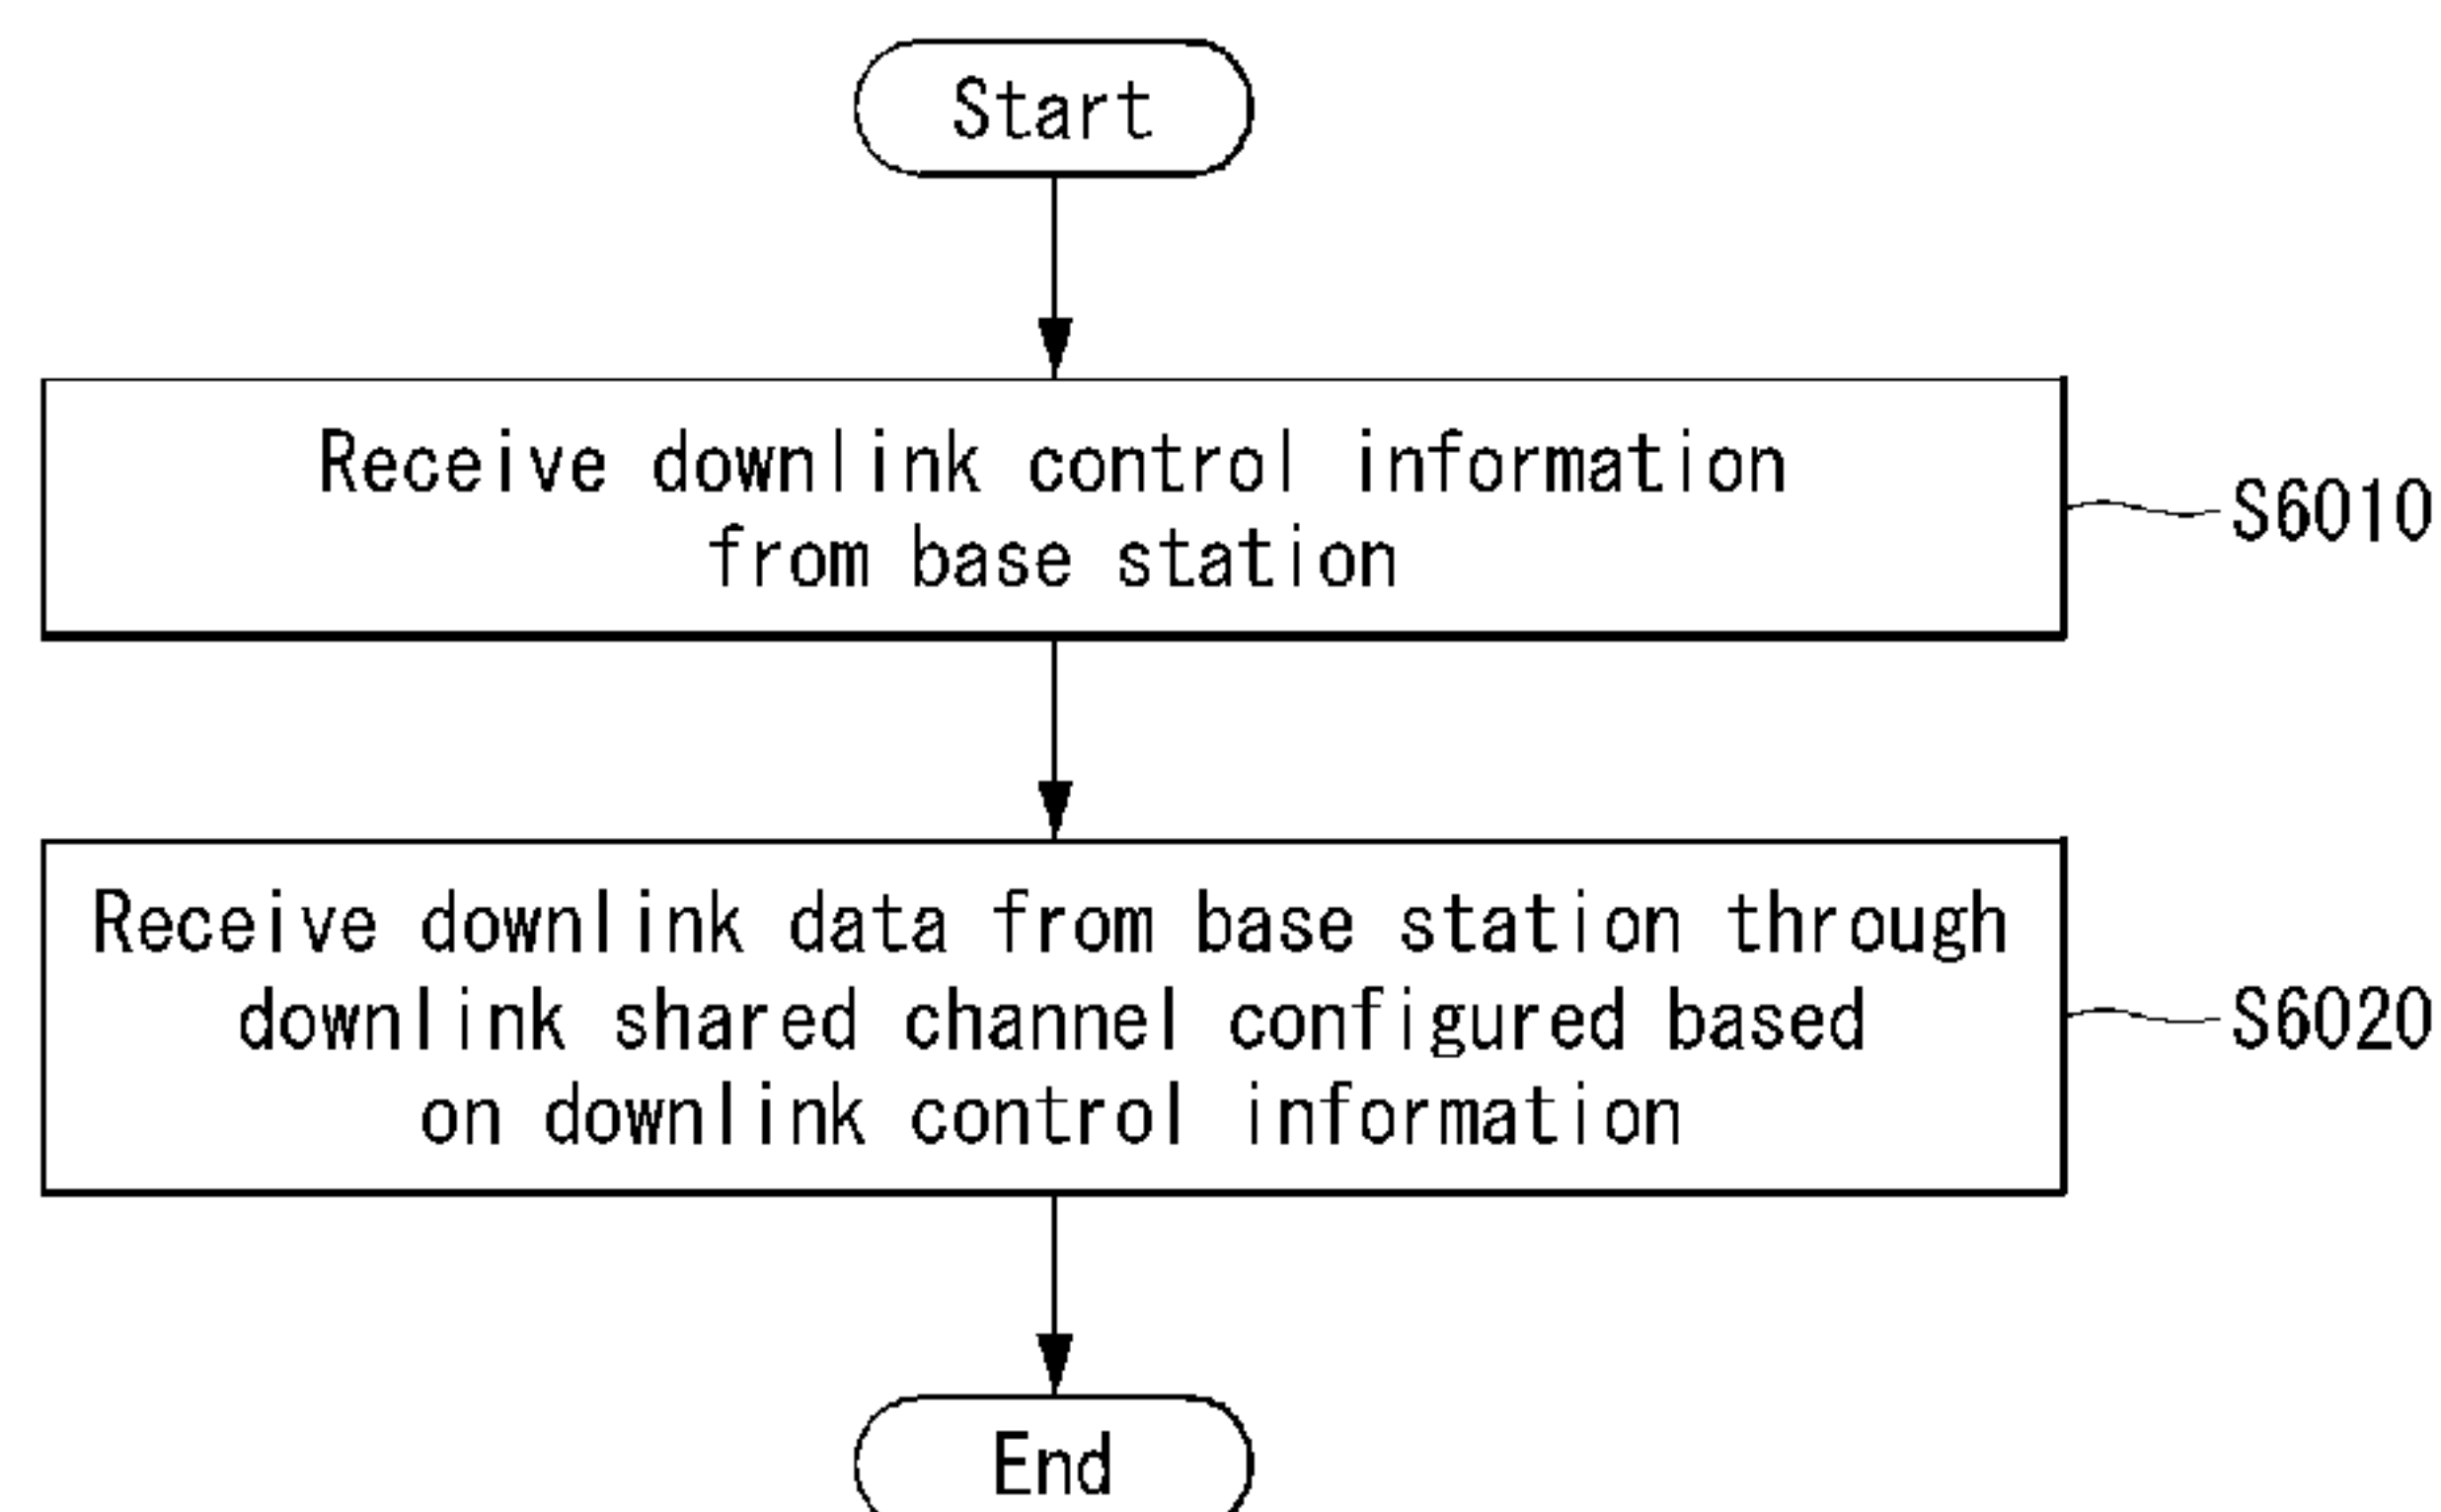 Start
Receive downlink control information
from base station
S6010
Receive downlink data from base station through
downlink shared channel configured based
on downlink control information
S6020
End